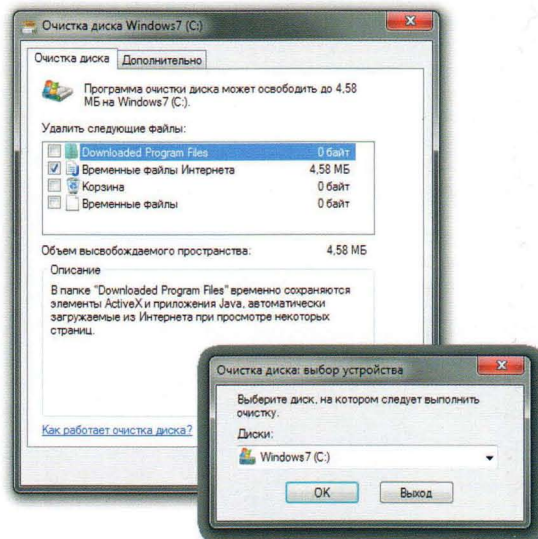 Очистка диска Windows7 (C:)
Очистка диска Дополнительно
Программа очистки диска может освободить до 4,58
МБ на Windows7 (C:).
Удалить следующие файлы:
Downloaded Program Files 0 байт
Временные файлы Интернета 4,58 МБ
Корзина 0 байт
Временные файлы 0 байт
Объем высвобождаемого пространства: 4,58 МБ
Описание
В папке "Downloaded Program Files" временно сохраняются
элементы ActiveX и приложения Java, автоматически
загружаемые из Интернета при просмотре некоторых
страниц.
Как работает очистка диска?
Очистка диска: выбор устройства
Выберите диск, на котором следует выполнить
очистку.
Диски:
Windows7 (C:)
OK Выход